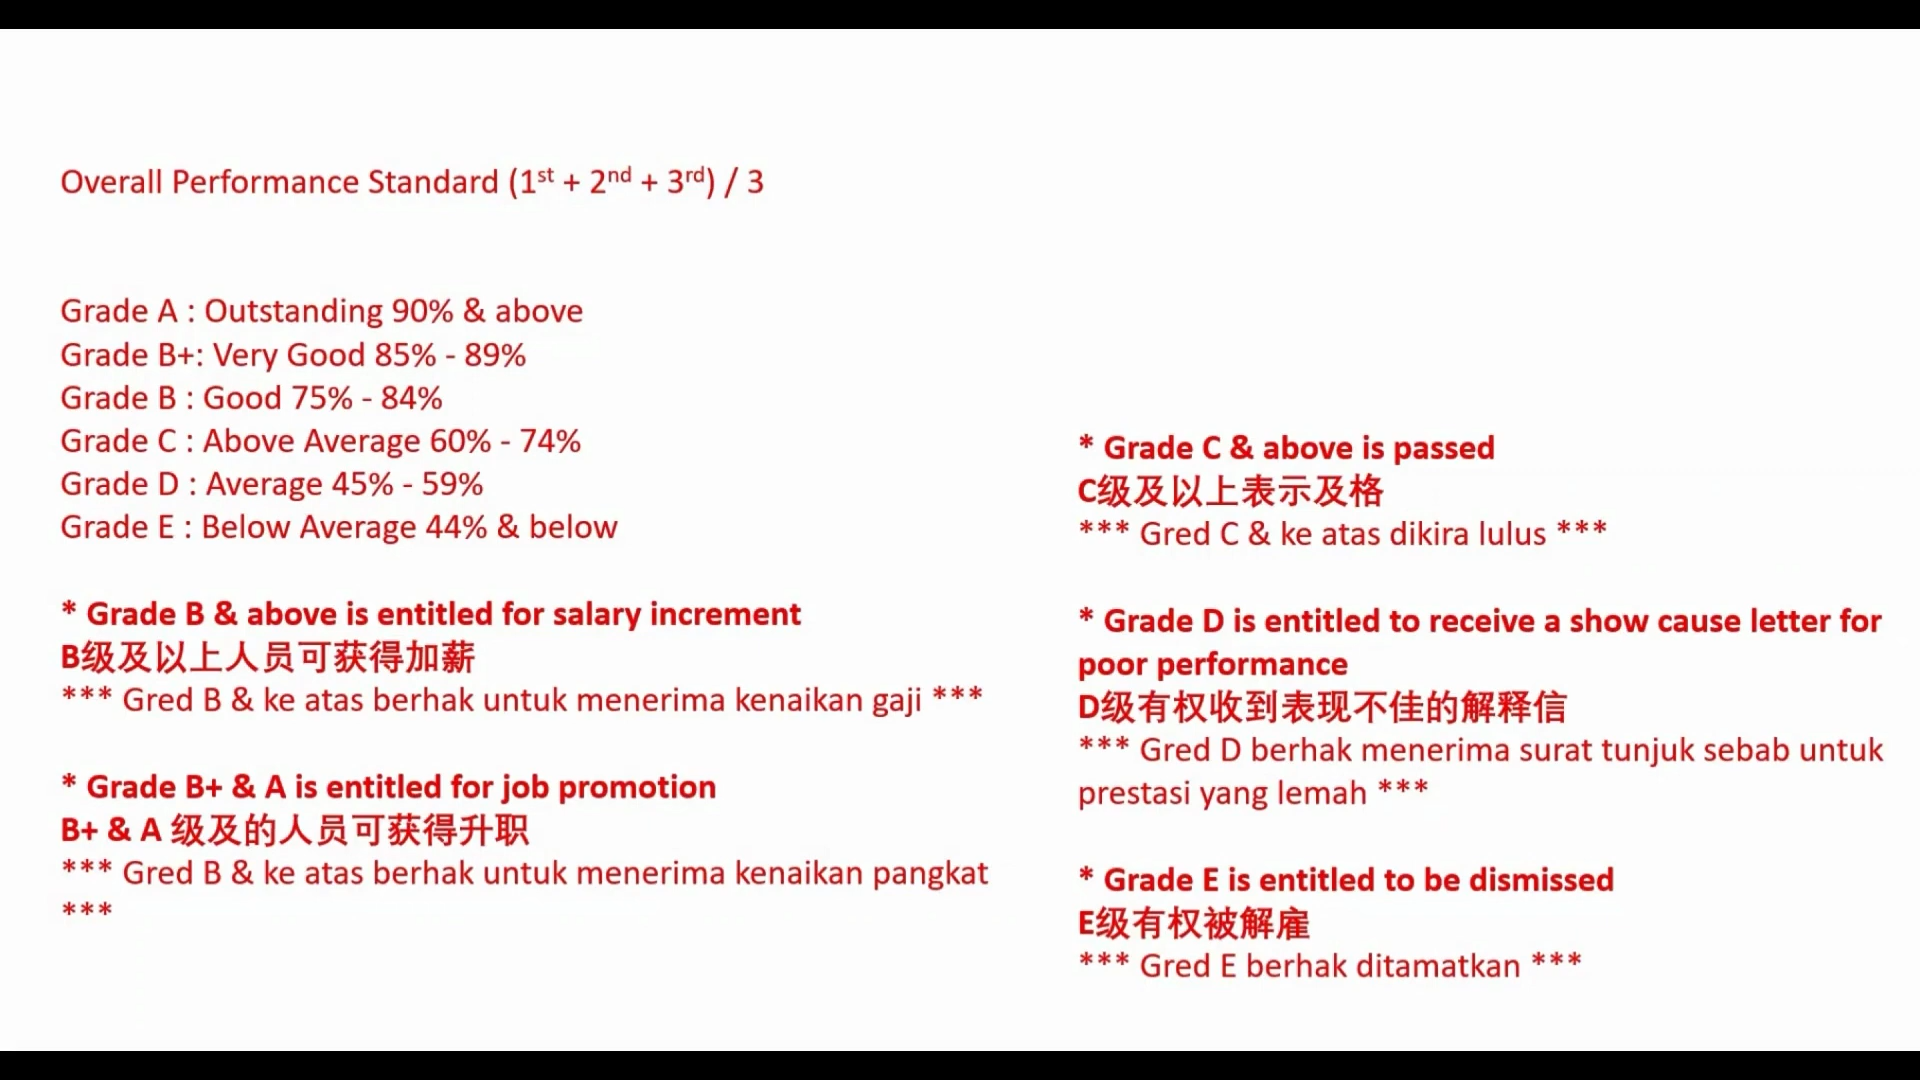 Overall Performance Standard (1st + 2nd + 3rd) / 3
Grade A : Outstanding 90% & above
Grade B+: Very Good 85% - 89%
Grade B : Good 75% - 84%
Grade C : Above Average 60% - 74%
Grade D : Average 45% - 59%
Grade E : Below Average 44% & below
* Grade B & above is entitled for salary increment
B级及以上人员可获得加薪
*** Gred B & ke atas berhak untuk menerima kenaikan gaji ***
* Grade B+ & A is entitled for job promotion
B+ & A 级及的人员可获得升职
*** Gred B & ke atas berhak untuk menerima kenaikan pangkat
***
* Grade C & above is passed
C级及以上表示及格
*** Gred C & ke atas dikira lulus ***
* Grade D is entitled to receive a show cause letter for
poor performance
D级有权收到表现不佳的解释信
*** Gred D berhak menerima surat tunjuk sebab untuk
prestasi yang lemah ***
* Grade E is entitled to be dismissed
E级有权被解雇
*** Gred E berhak ditamatkan ***